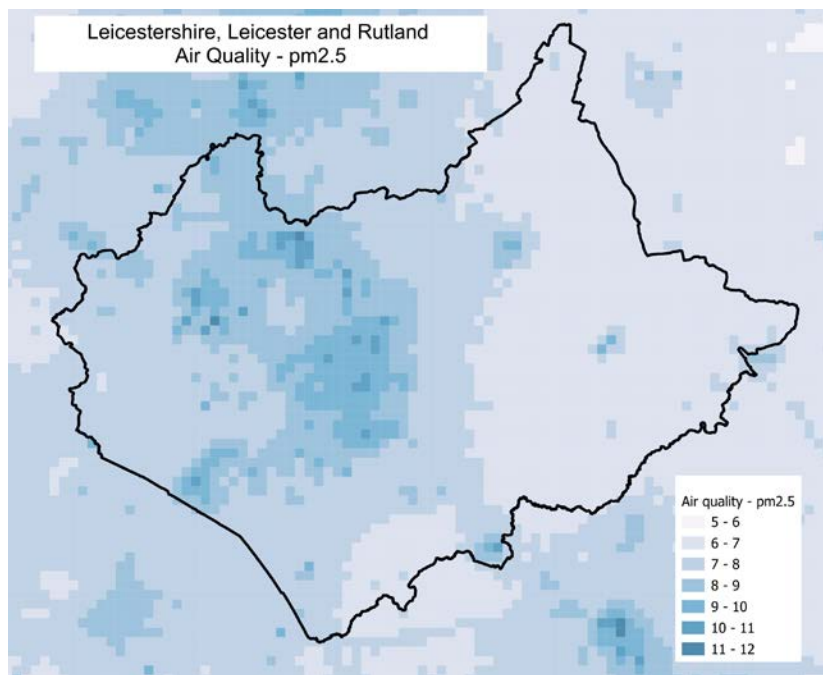 Leicestershire, Leicester and Rutland
Air Quality - pm2.5
Air quality - pm2.5
5 - 6
6 - 7
7 - 8
8 - 9
9 - 10
10 - 11
11 - 12